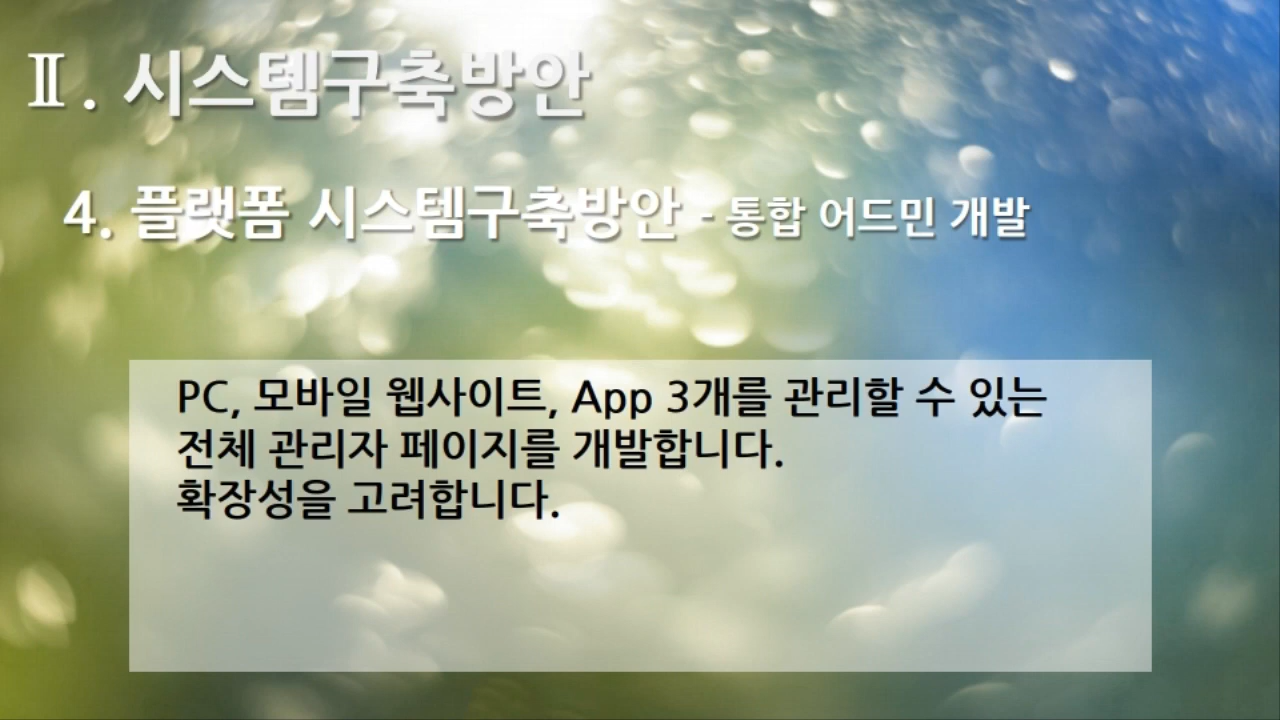 Ⅱ. 시스템구축방안
4. 플랫폼 시스템구축방안 - 통합 어드민 개발
PC, 모바일 웹사이트, App 3개를 관리할 수 있는
전체 관리자 페이지를 개발합니다.
확장성을 고려합니다.